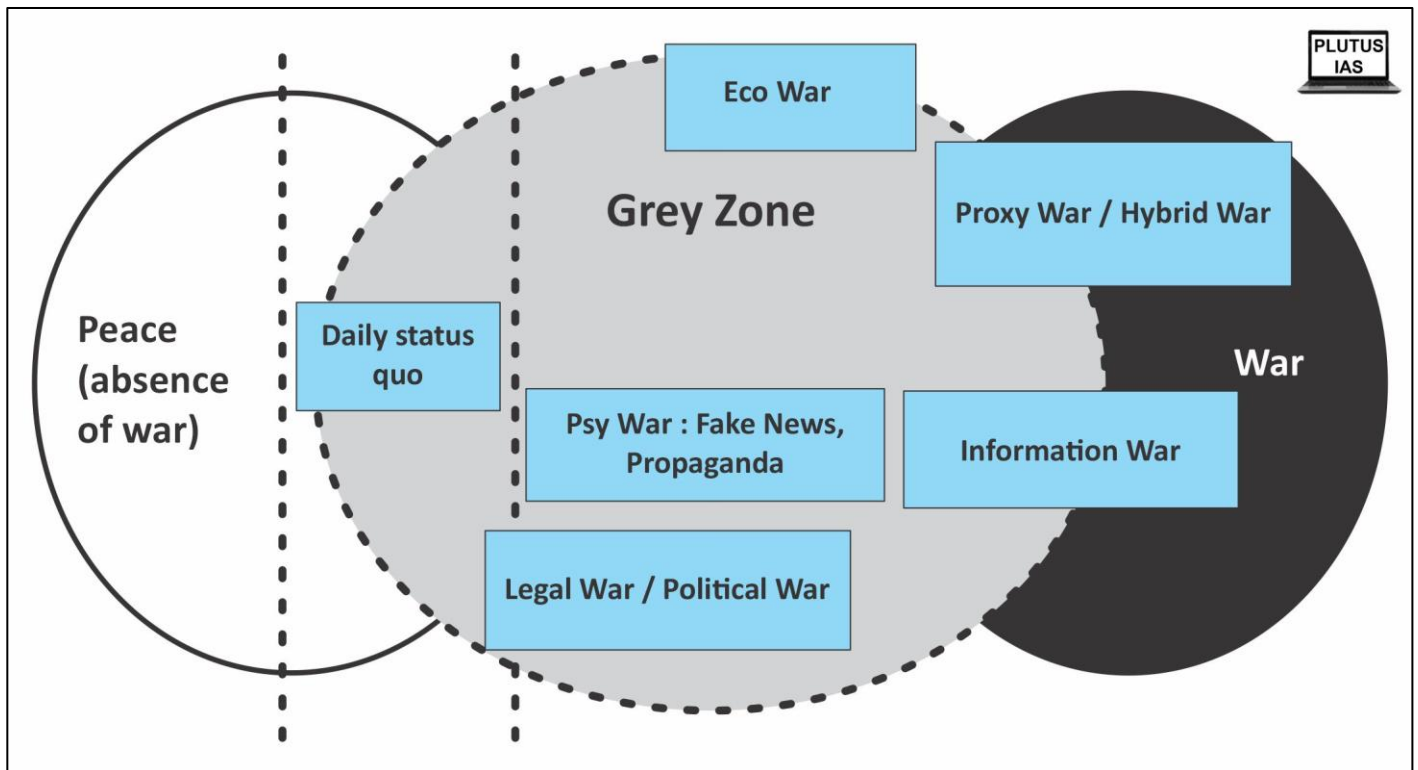 PLUTUS
IAS
Eco War
Grey Zone
Proxy War / Hybrid War
Peace
(absence
of war)
Daily status
quo
War
Psy War : Fake News,
Propaganda
Information War
Legal War / Political War